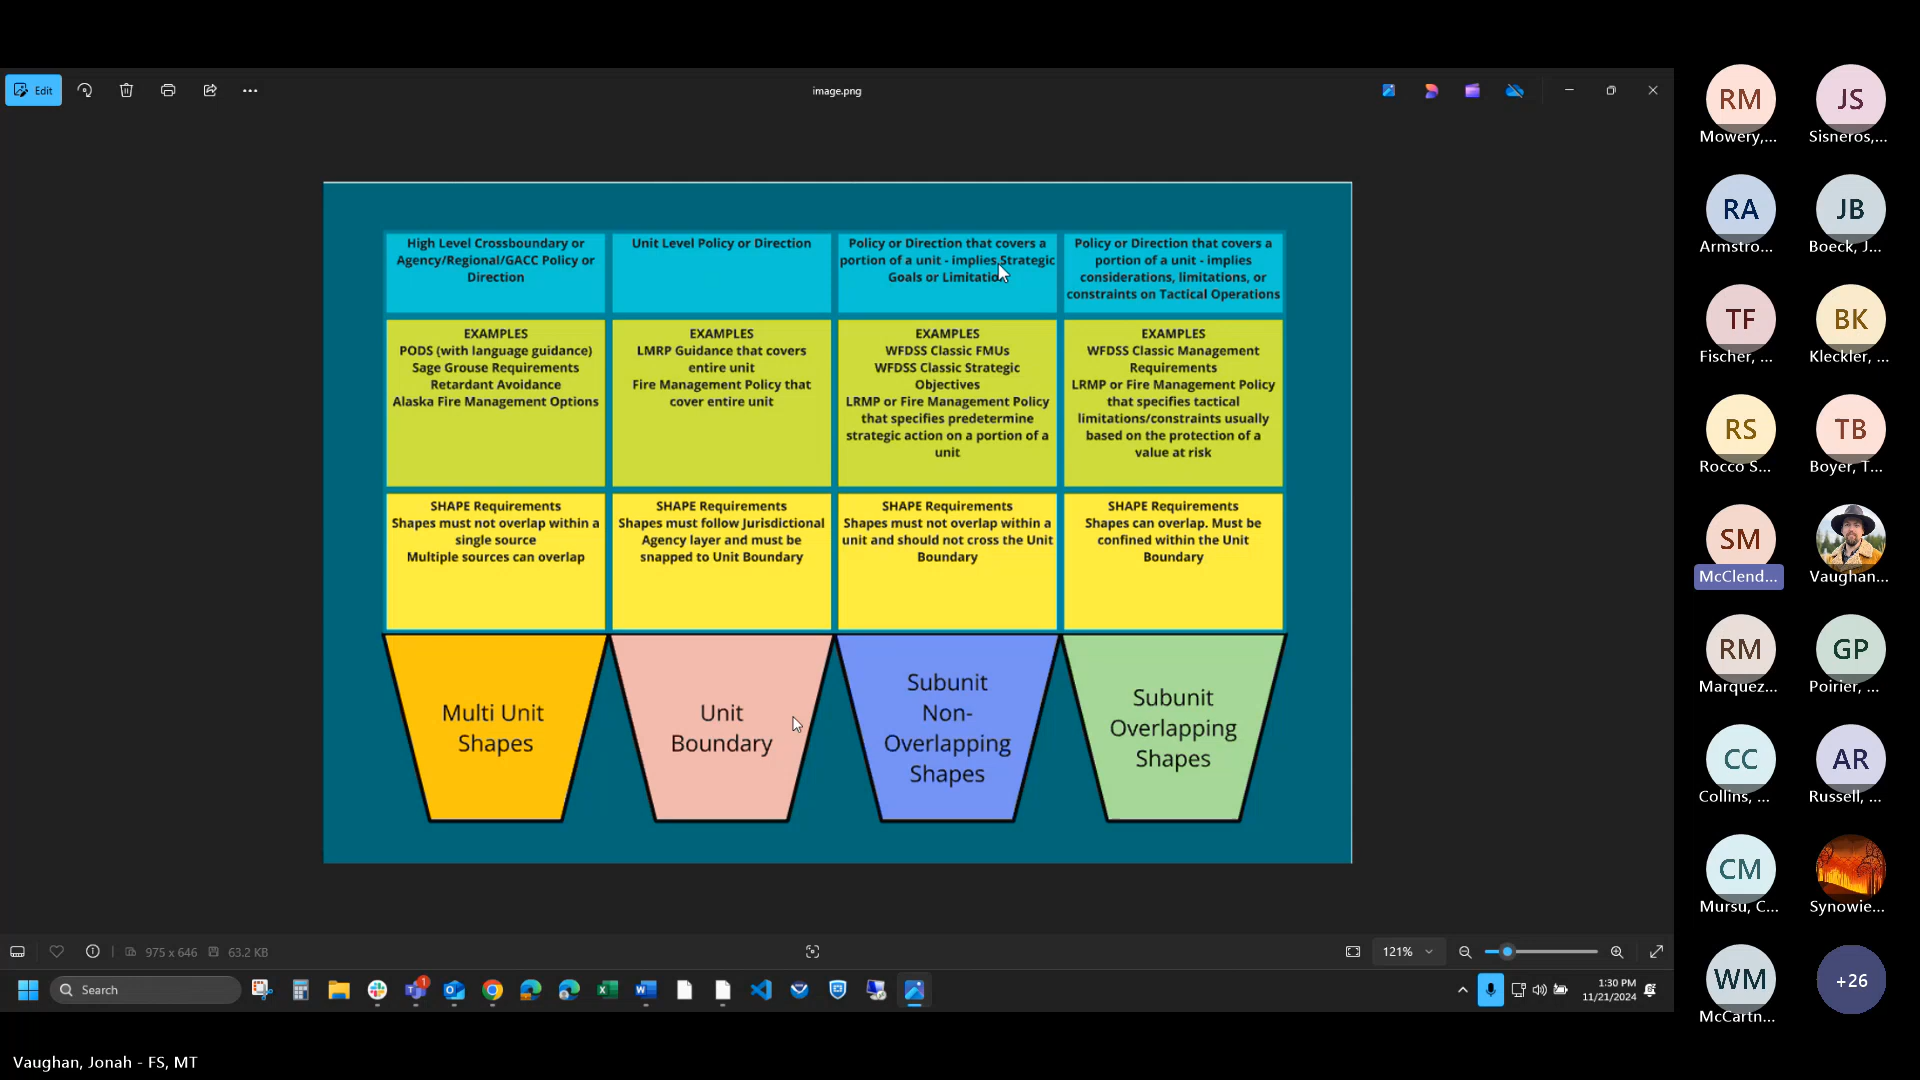 Edit
image.png
High Level Crossboundary or
Agency/Regional/GACC Policy or
Direction
Unit Level Policy or Direction
Policy or Direction that covers a
portion of a unit - implies Strategic
Goals or Limitation
Policy or Direction that covers a
portion of a unit - implies
considerations, limitations, or
constraints on Tactical Operations
EXAMPLES
PODS (with language guidance)
Sage Grouse Requirements
Retardant Avoidance
Alaska Fire Management Options
EXAMPLES
LMRP Guidance that covers
entire unit
Fire Management Policy that
cover entire unit
EXAMPLES
WFDSS Classic FMUs
WFDSS Classic Strategic
Objectives
LRMP or Fire Management Policy
that specifies predetermine
strategic action on a portion of a
unit
EXAMPLES
WFDSS Classic Management
Requirements
LRMP or Fire Management Policy
that specifies tactical
limitations/constraints usually
based on the protection of a
value at risk
SHAPE Requirements
Shapes must not overlap within a
single source
Multiple sources can overlap
SHAPE Requirements
Shapes must follow Jurisdictional
Agency layer and must be
snapped to Unit Boundary
SHAPE Requirements
Shapes must not overlap within a
unit and should not cross the Unit
Boundary
SHAPE Requirements
Shapes can overlap. Must be
confined within the Unit
Boundary
Multi Unit
Shapes
Unit
Boundary
Subunit
Non-
Overlapping
Shapes
Subunit
Overlapping
Shapes
975 x 646
63.2 KB
121%
Search
1
1:30 PM
11/21/2024
RM
Mowery,...
JS
Sisneros,...
RA
Armstro...
JB
Boeck, J...
TF
Fischer, ...
BK
Kleckler, ...
RS
Rocco S...
TB
Boyer, T...
SM
McClend...
Vaughan...
RM
Marquez...
GP
Poirier, ...
CC
Collins, ...
AR
Russell, ...
CM
Mursu, C...
Synowie...
WM
McCartn...
+26
Vaughan, Jonah - FS, MT